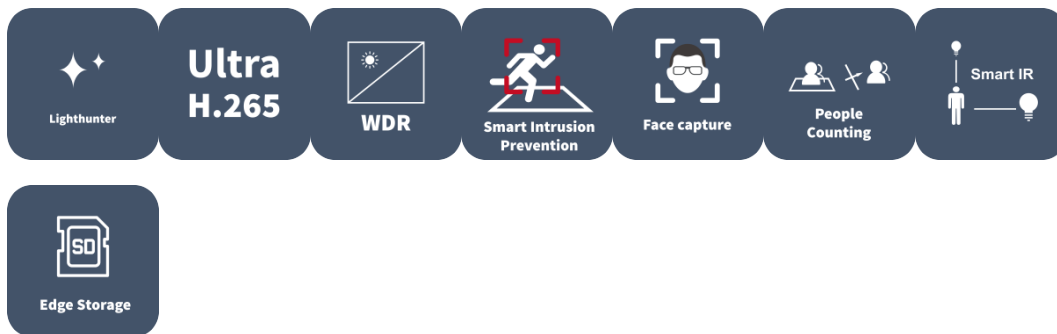 Lighthunter
Ultra
H.265
WDR
Smart Intrusion
Prevention
Face capture
People
Counting
Smart IR
SD
Edge Storage